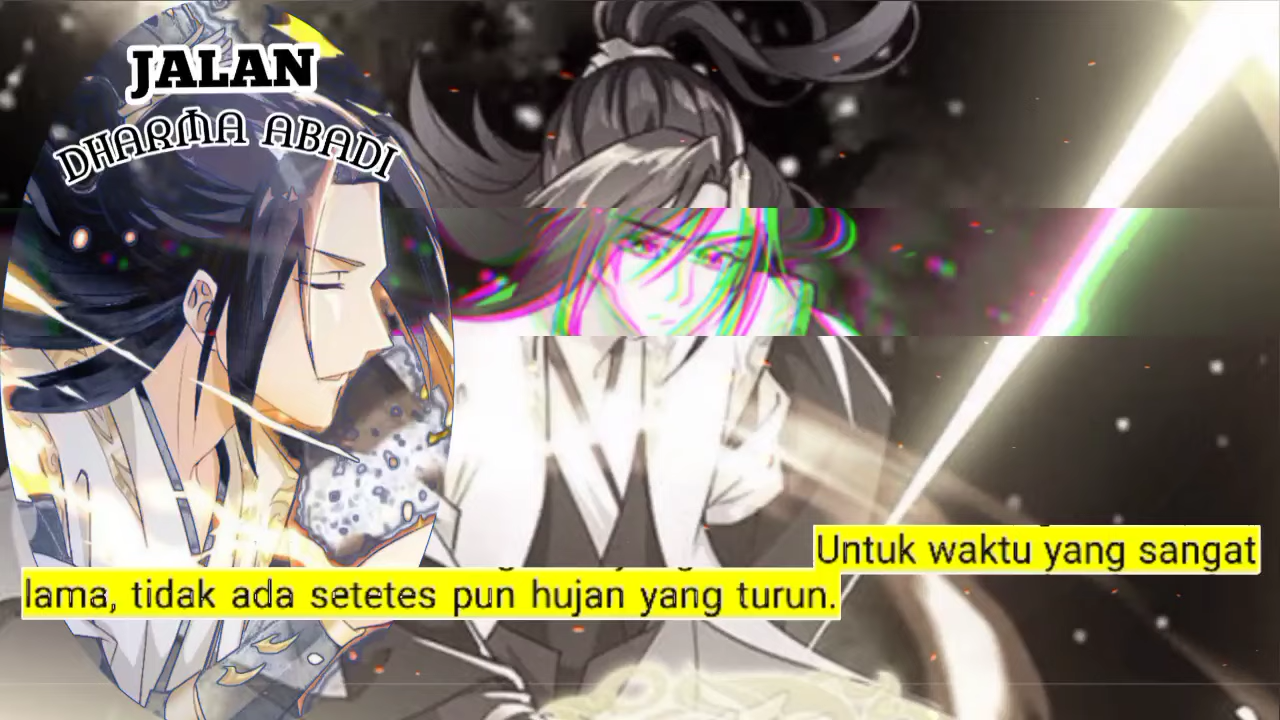 JALAN
DHARMA ABADI
Untuk waktu yang sangat
lama, tidak ada setetes pun hujan yang turun.